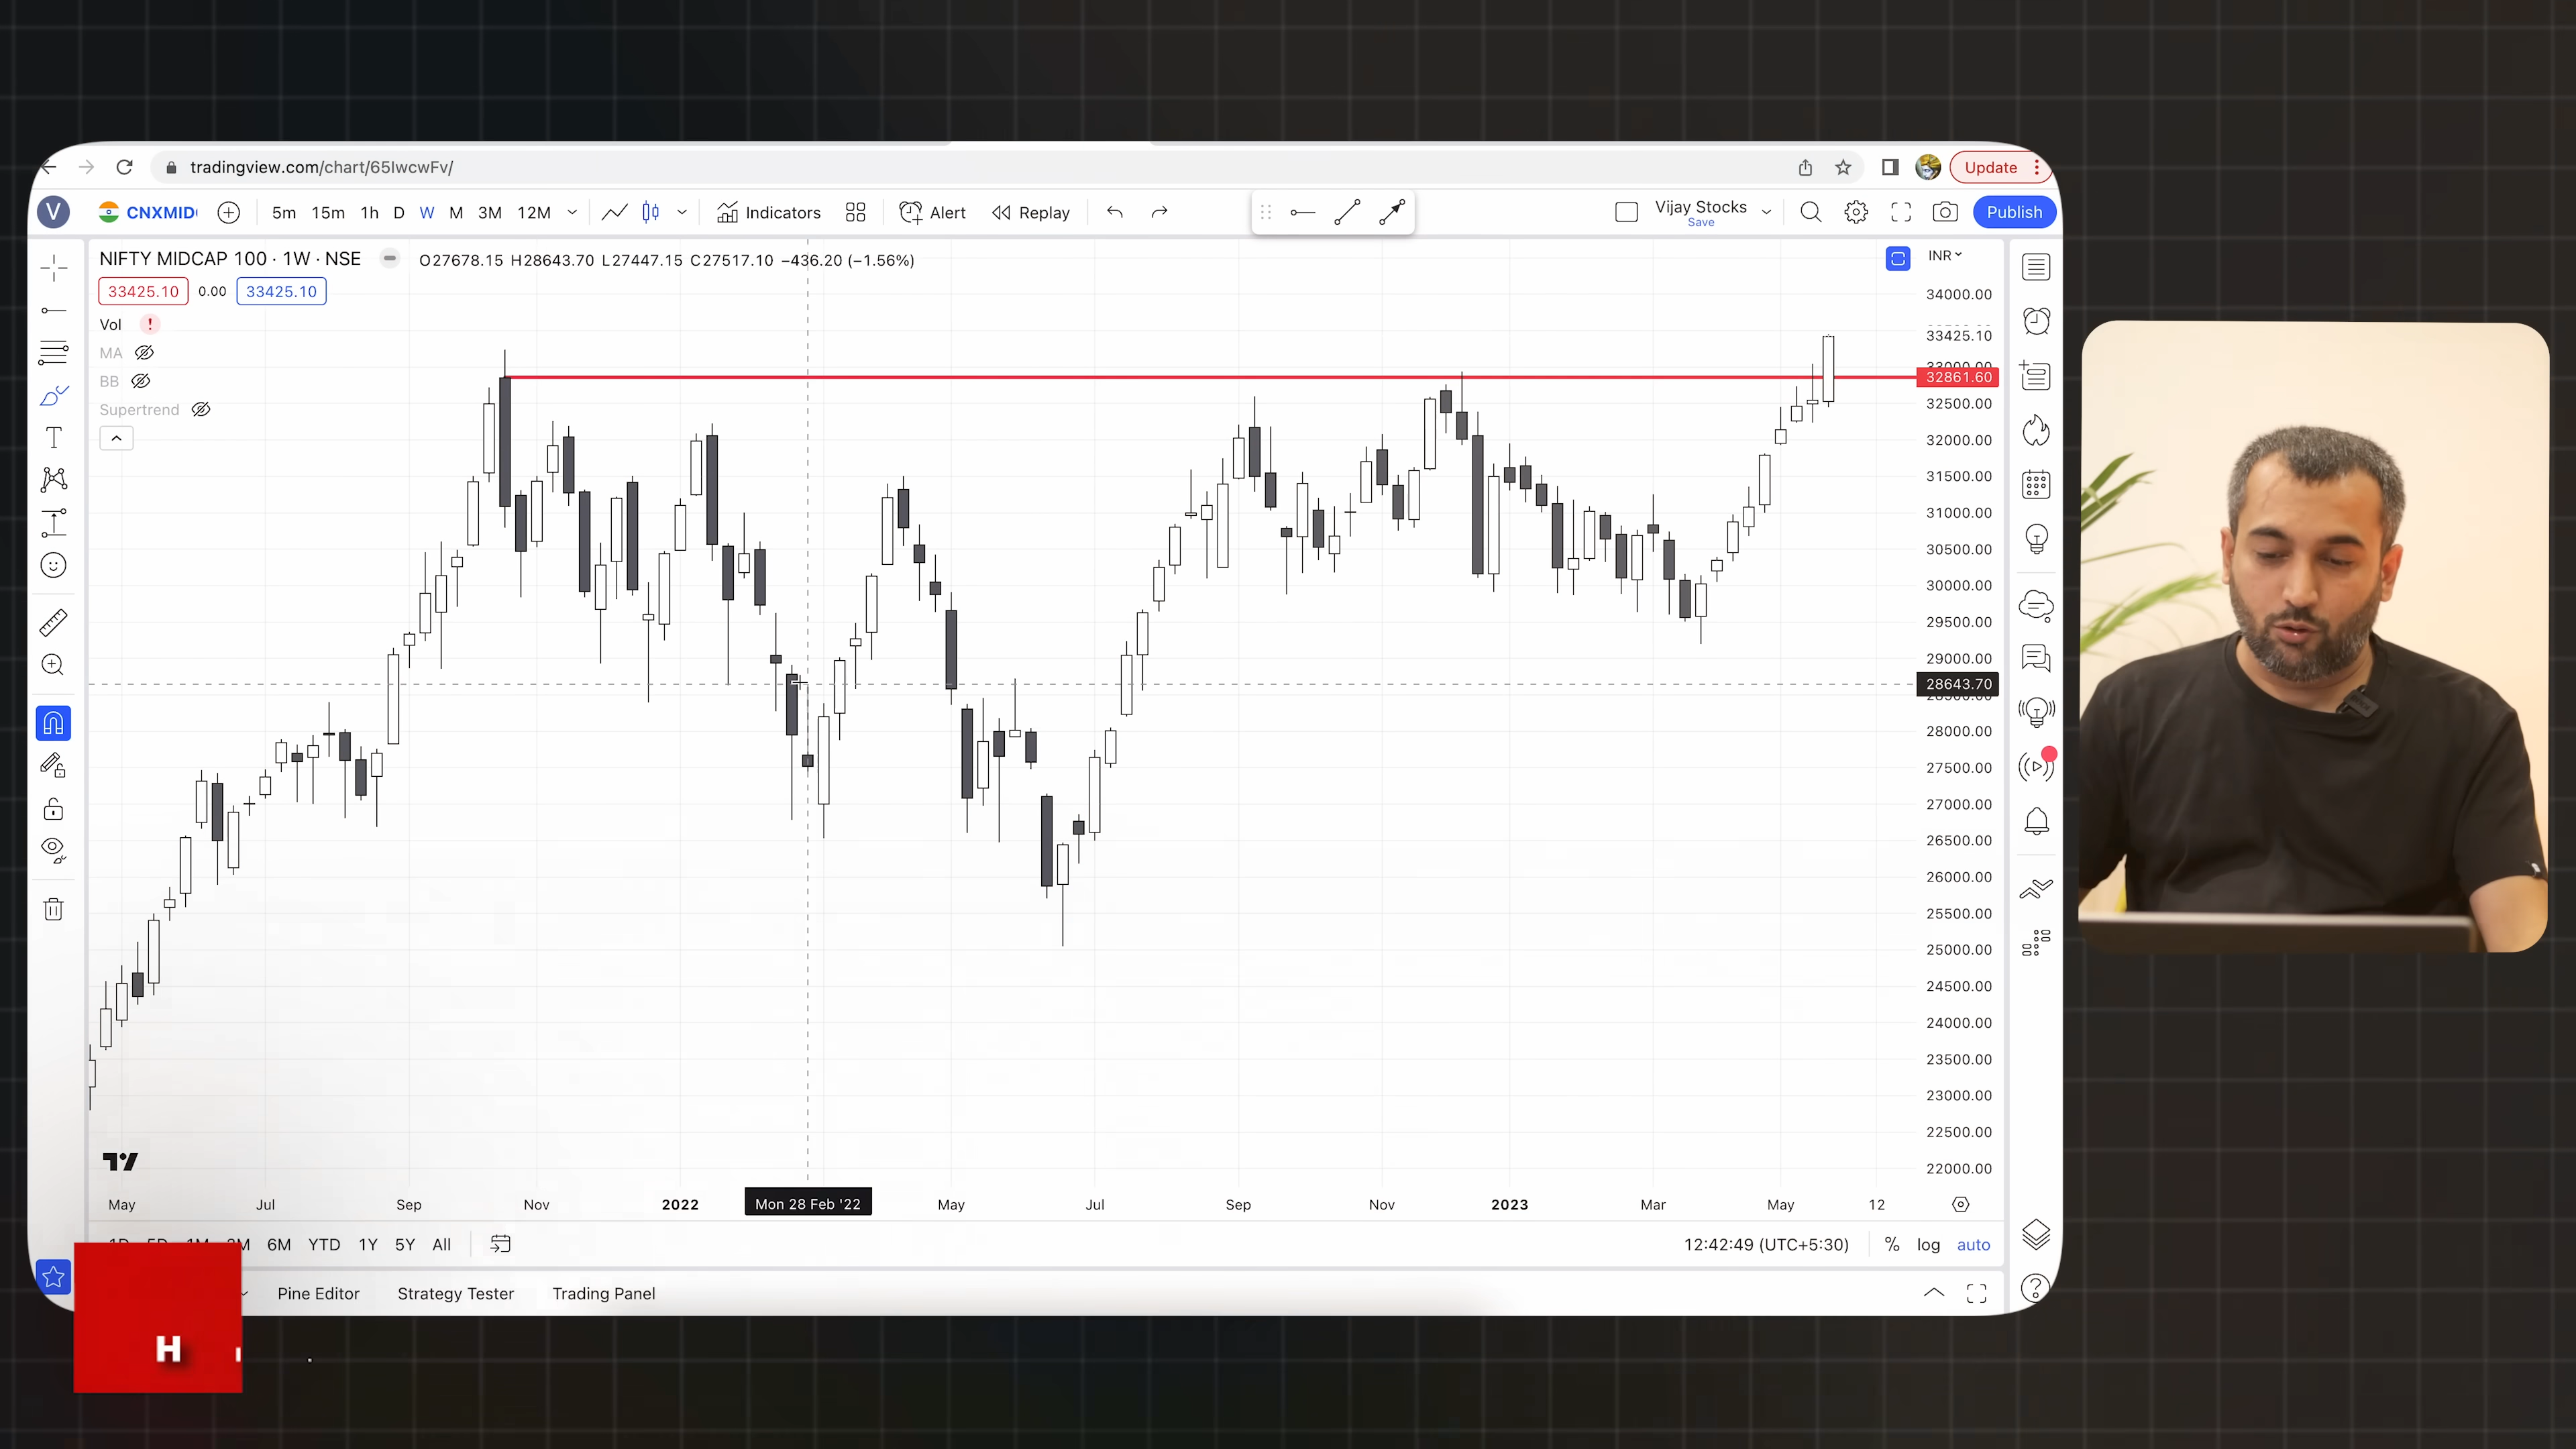 tradingview.com/chart/65IwcwFv/
Update
V
CNXMID
5m 15m 1h D W M 3M 12M
Indicators
Alert
Replay
Vijay Stocks
Save
Publish
NIFTY MIDCAP 100 · 1W · NSE
O27678.15 H28643.70 L27447.15 C27517.10 −436.20 (−1.56%)
INR
33425.10 0.00 33425.10
Vol !
MA
BB
Supertrend
34000.00
33425.10
32861.60
32500.00
32000.00
31500.00
31000.00
30500.00
30000.00
29500.00
29000.00
28643.70
28000.00
27500.00
27000.00
26500.00
26000.00
25500.00
25000.00
24500.00
24000.00
23500.00
23000.00
22500.00
22000.00
May Jul Sep Nov 2022 Mon 28 Feb '22 May Jul Sep Nov 2023 Mar May 12
1D 5D 1M 3M 6M YTD 1Y 5Y All
12:42:49 (UTC+5:30)
% log auto
Pine Editor Strategy Tester Trading Panel
H